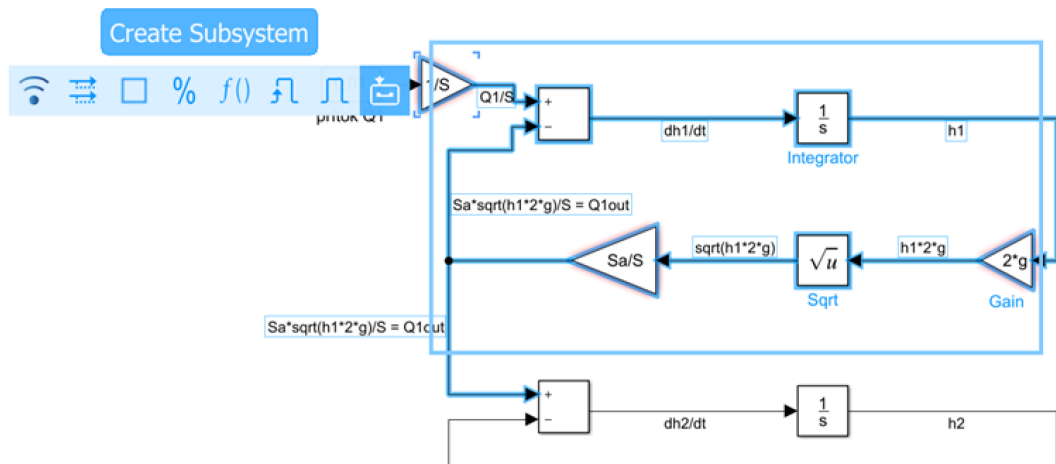 Create Subsystem
% f()
/S
pritok Q1
Q1/S
+
−
dh1/dt
1
s
Integrator
h1
Sa*sqrt(h1*2*g)/S = Q1out
Sa/S
sqrt(h1*2*g)
√u
Sqrt
h1*2*g
2*g
Gain
Sa*sqrt(h1*2*g)/S = Q1out
+
−
dh2/dt
1
s
h2